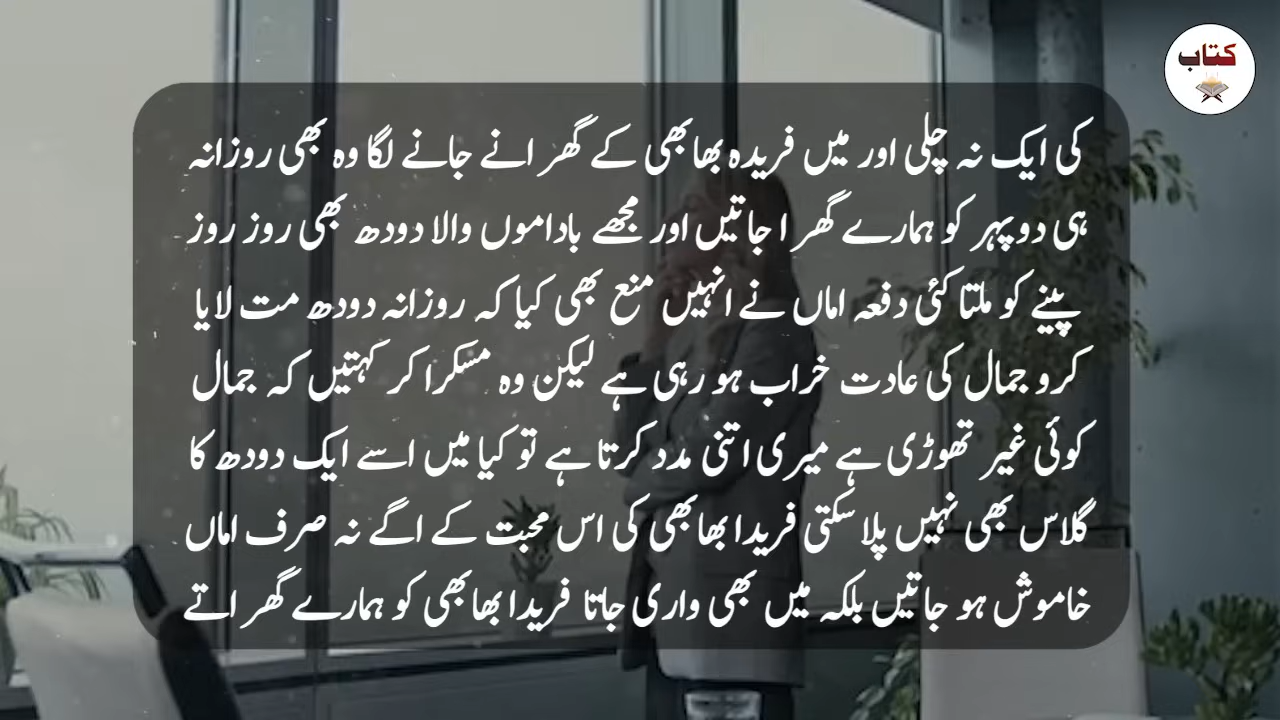 کتاب
کی ایک نہ چلی اور میں فریدہ بھابھی کے گھر انے جانے لگا وہ بھی روزانہ
ہی دوپہر کو ہمارے گھر ا جاتیں اور مجھے باداموں والا دودھ بھی روز روز
پینے کو ملتا کئی دفعہ اماں نے انہیں منع بھی کیا کہ روزانہ دودھ مت لایا
کرو جمال کی عادت خراب ہو رہی ہے لیکن وہ مسکرا کر کہتیں کہ جمال
کوئی غیر تھوڑی ہے میری اتنی مدد کرتا ہے تو کیا میں اسے ایک دودھ کا
گلاس بھی نہیں پلا سکتی فریدا بھابھی کی اس محبت کے اگے نہ صرف اماں
خاموش ہو جاتیں بلکہ میں بھی واری جاتا فریدا بھابھی کو ہمارے گھر اتے